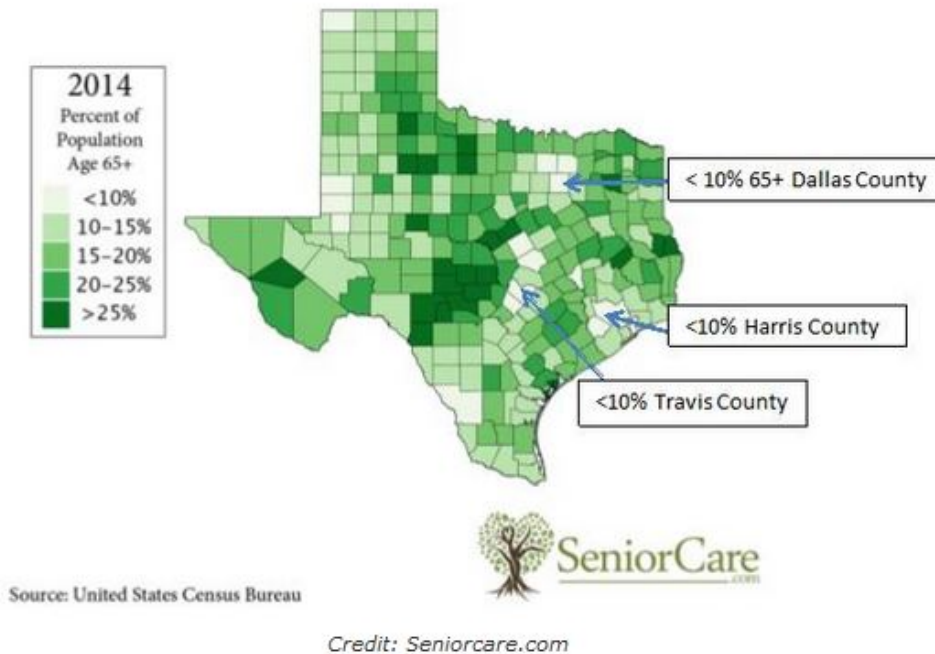 2014
Percent of
Population
Age 65+
<10%
10-15%
15-20%
20-25%
>25%
< 10% 65+ Dallas County
<10% Harris County
<10% Travis County
SeniorCare
.com
Source: United States Census Bureau
Credit: Seniorcare.com